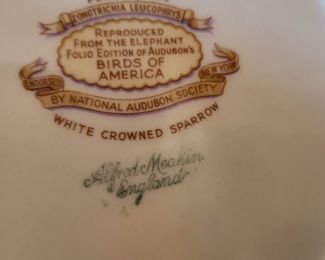 ZONOTRICHIA LEUCOPHRYS
REPRODUCED
FROM THE ELEPHANT
FOLIO EDITION OF AUDUBON'S
BIRDS OF
AMERICA
ENDORSED
NEW YORK
BY NATIONAL AUDUBON SOCIETY
WHITE CROWNED SPARROW
Alfred Meakin
England